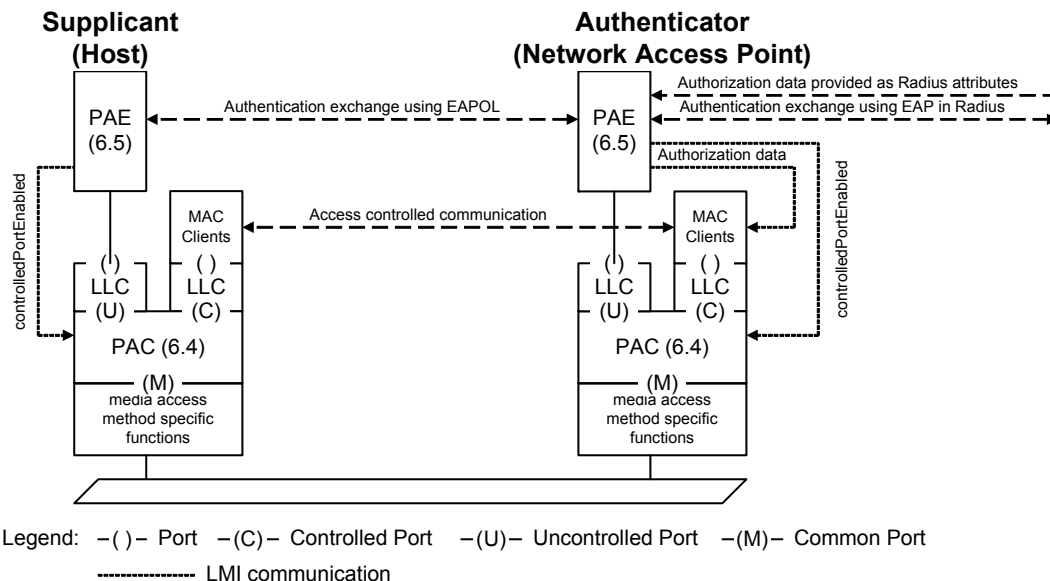 Supplicant
(Host)
Authenticator
(Network Access Point)
Authorization data provided as Radius attributes
Authentication exchange using EAPOL
Authentication exchange using EAP in Radius
PAE
(6.5)
PAE
(6.5)
Authorization data
controlledPortEnabled
MAC
Clients
Access controlled communication
MAC
Clients
controlledPortEnabled
( )
( )
( )
( )
LLC
LLC
LLC
LLC
(U)
(C)
(U)
(C)
PAC (6.4)
PAC (6.4)
(M)
(M)
media access
method specific
functions
media access
method specific
functions
Legend: –( )– Port –(C)– Controlled Port –(U)– Uncontrolled Port –(M)– Common Port
LMI communication